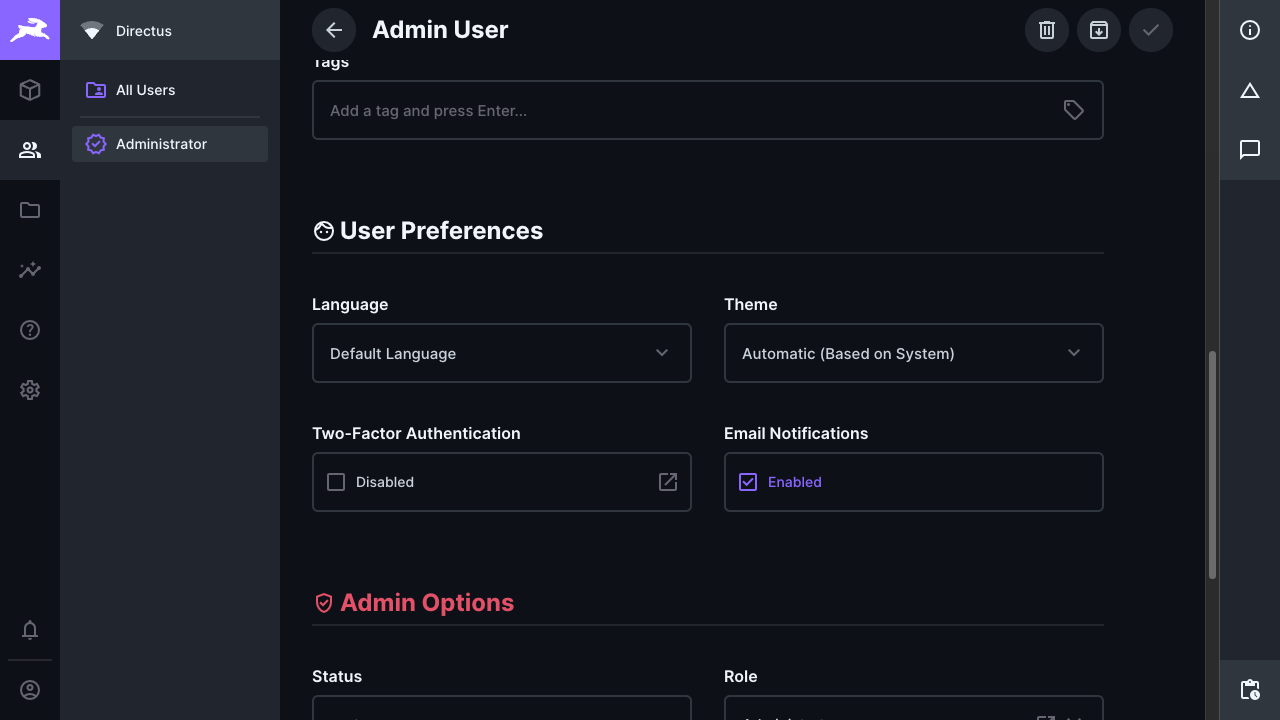 Directus
All Users
Administrator
Admin User
Tags
Add a tag and press Enter...
User Preferences
Language
Default Language
Theme
Automatic (Based on System)
Two-Factor Authentication
Disabled
Email Notifications
Enabled
Admin Options
Status
Role